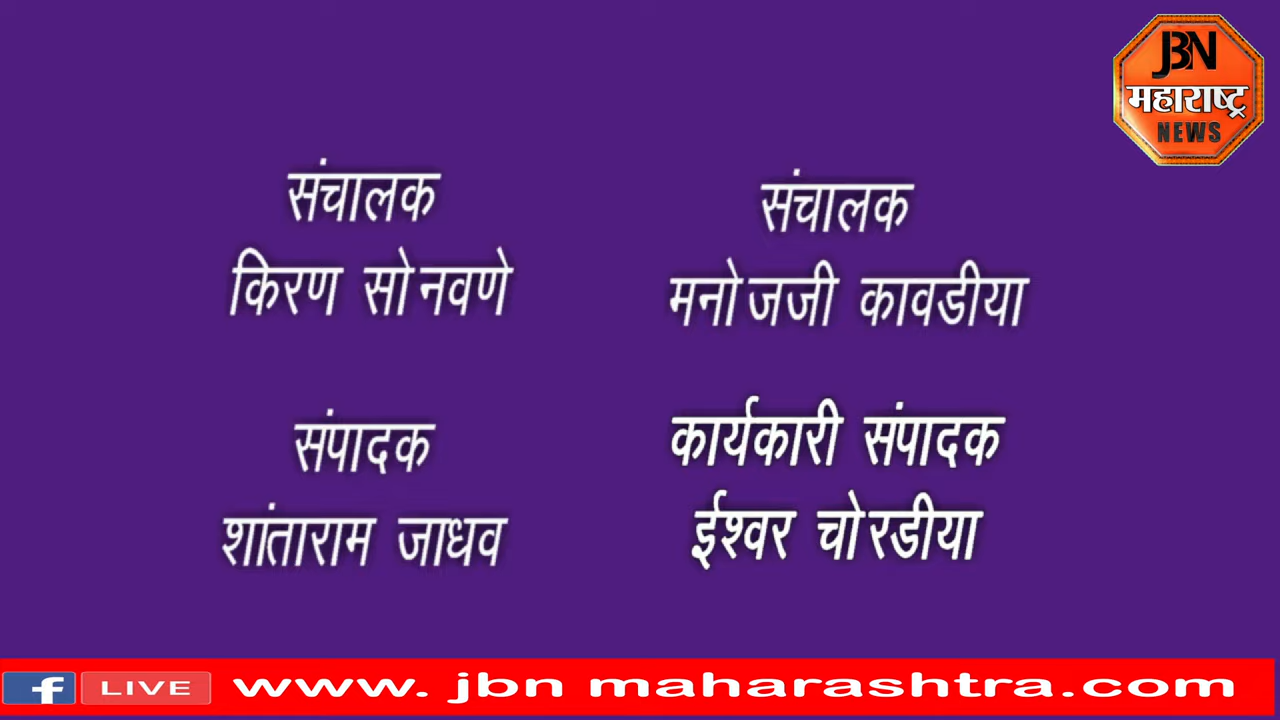 JBN
महाराष्ट्र
NEWS
संचालक
किरण सोनवणे
संचालक
मनोजजी कावडीया
संपादक
शांताराम जाधव
कार्यकारी संपादक
ईश्वर चोरडीया
f LIVE www. jbn maharashtra.com